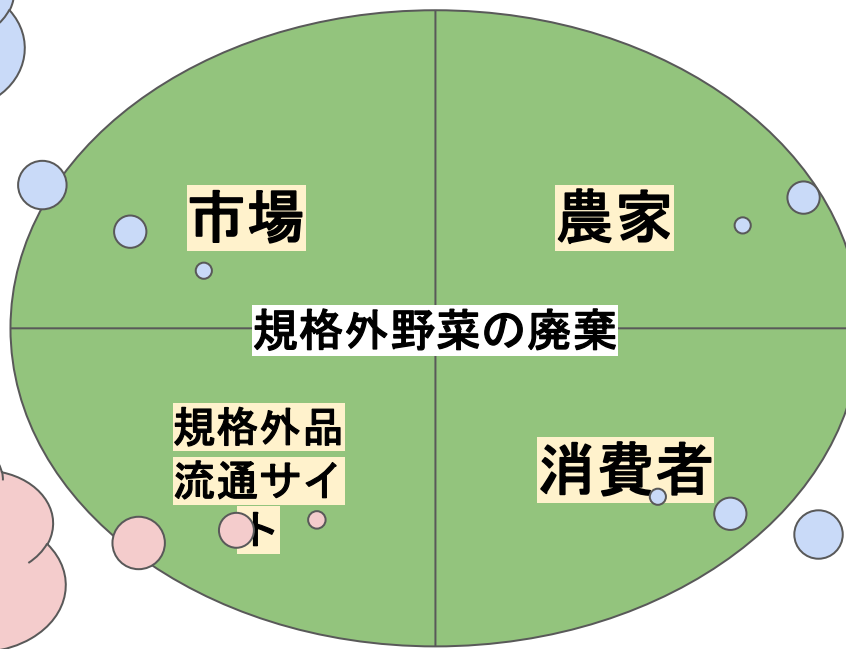 市場
農家
規格外野菜の廃棄
規格外品
流通サイ
ト
消費者